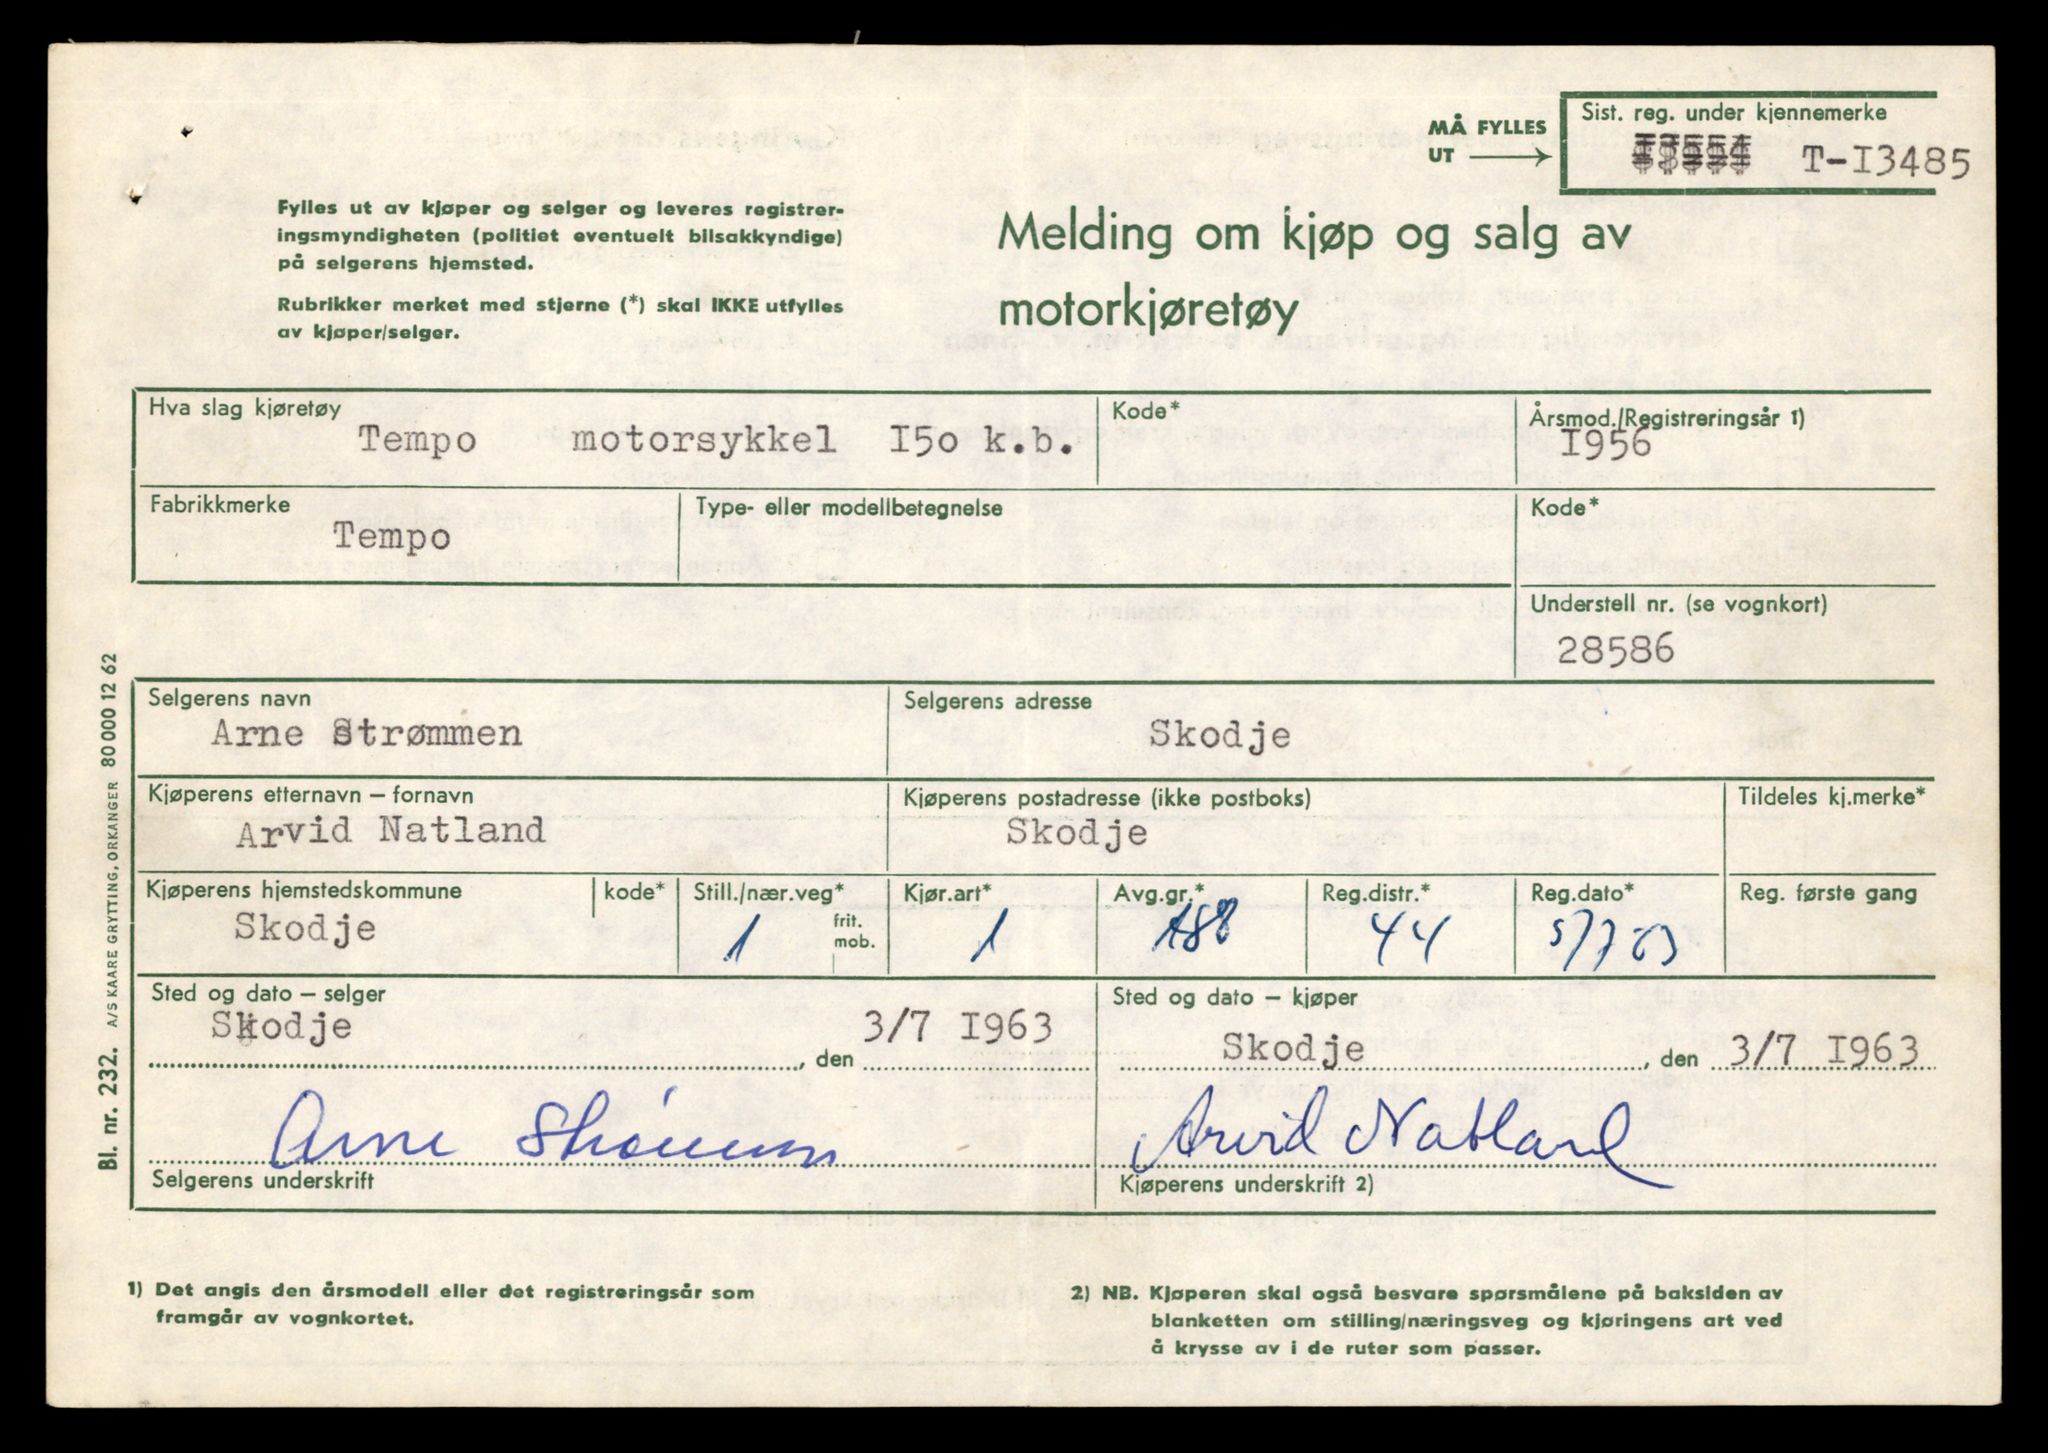 MÅ FYLLES
UT
Sist. reg. under kjennemerke
T-I3485
Fylles ut av kjøper og selger og leveres registrer-
ingsmyndigheten (politiet eventuelt bilsakkyndige)
på selgerens hjemsted.
Rubrikker merket med stjerne (*) skal IKKE utfylles
av kjøper/selger.
Melding om kjøp og salg av
motorkjøretøy
Hva slag kjøretøy
Tempo motorsykkel I5o k.b.
Kode*
Årsmod./Registreringsår 1)
I956
Fabrikkmerke
Tempo
Type- eller modellbetegnelse
Kode*
Understell nr. (se vognkort)
28586
Selgerens navn
Arne Strømmen
Selgerens adresse
Skodje
Kjøperens etternavn – fornavn
Arvid Natland
Kjøperens postadresse (ikke postboks)
Skodje
Tildeles kj.merke*
Kjøperens hjemstedskommune
Skodje
kode*
Still./nær.veg*
1
frit.
mob.
Kjør.art*
1
Avg.gr.*
188
Reg.distr.*
44
Reg.dato*
5/7-63
Reg. første gang
Sted og dato – selger
Skodje, den 3/7 I963
Sted og dato – kjøper
Skodje, den 3/7 I963
Arne Strømmen
Selgerens underskrift
Arvid Natland
Kjøperens underskrift 2)
1) Det angis den årsmodell eller det registreringsår som
framgår av vognkortet.
2) NB. Kjøperen skal også besvare spørsmålene på baksiden av
blanketten om stilling/næringsveg og kjøringens art ved
å krysse av i de ruter som passer.
Bl. nr. 232. A/S KAARE GRYTTING, ORKANGER 80 000 12 62